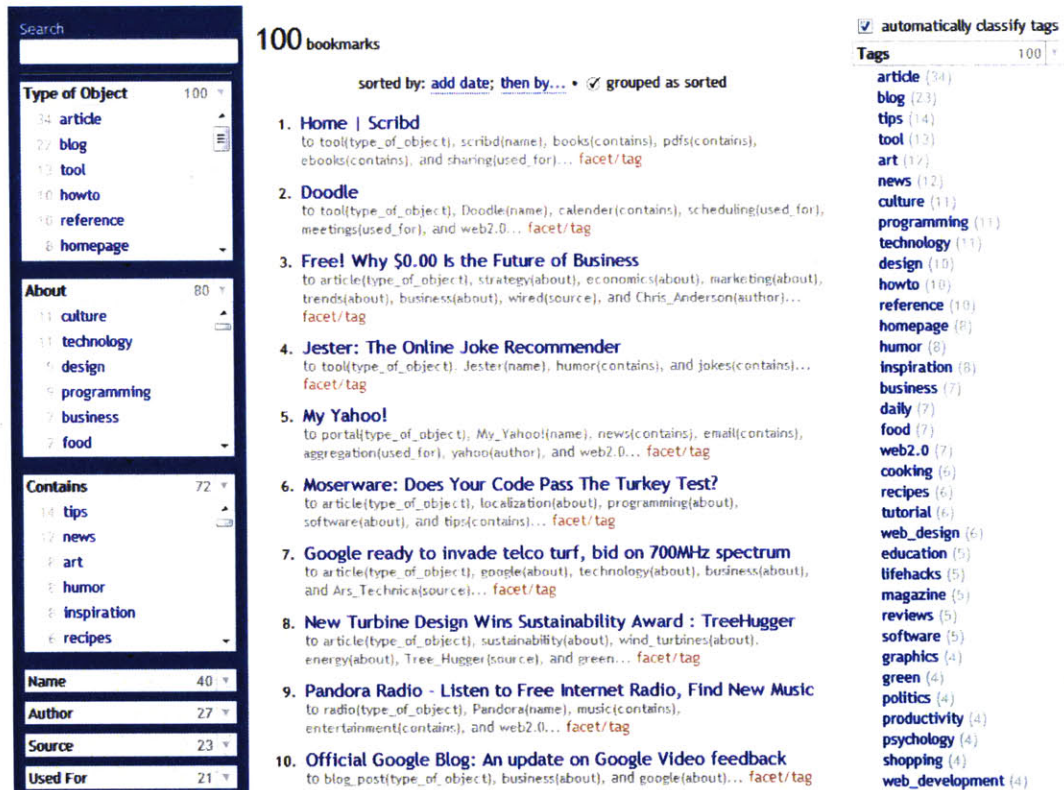 Search
Type of Object 100
34 article
22 blog
13 tool
10 howto
10 reference
8 homepage
About 80
11 culture
11 technology
9 design
9 programming
7 business
7 food
Contains 72
14 tips
12 news
8 art
8 humor
8 inspiration
6 recipes
Name 40
Author 27
Source 23
Used For 21
100 bookmarks
sorted by: add date; then by... • grouped as sorted
1. Home | Scribd
to tool(type_of_object), scribd(name), books(contains), pdfs(contains),
ebooks(contains), and sharing(used_for)... facet/tag
2. Doodle
to tool(type_of_object), Doodle(name), calender(contains), scheduling(used_for),
meetings(used_for), and web2.0... facet/tag
3. Free! Why $0.00 Is the Future of Business
to article(type_of_object), strategy(about), economics(about), marketing(about),
trends(about), business(about), wired(source), and Chris_Anderson(author)...
facet/tag
4. Jester: The Online Joke Recommender
to tool(type_of_object). Jester(name), humor(contains), and jokes(contains)...
facet/tag
5. My Yahoo!
to portal(type_of_object), My_Yahoo!(name), news(contains), email(contains),
aggregation(used_for), yahoo(author), and web2.0... facet/tag
6. Moserware: Does Your Code Pass The Turkey Test?
to article(type_of_object), localization(about), programming(about),
software(about), and tips(contains)... facet/tag
7. Google ready to invade telco turf, bid on 700MHz spectrum
to article(type_of_object), google(about), technology(about), business(about),
and Ars_Technica(source)... facet/tag
8. New Turbine Design Wins Sustainability Award : TreeHugger
to article(type_of_object), sustainability(about), wind_turbines(about),
energy(about), Tree_Hugger(source), and green... facet/tag
9. Pandora Radio - Listen to Free Internet Radio, Find New Music
to radio(type_of_object), Pandora(name), music(contains),
entertainment(contains), and web2.0... facet/tag
10. Official Google Blog: An update on Google Video feedback
to blog_post(type_of_object), business(about), and google(about)... facet/tag
automatically classify tags
Tags 100
article (34)
blog (23)
tips (14)
tool (13)
art (12)
news (12)
culture (11)
programming (11)
technology (11)
design (10)
howto (10)
reference (10)
homepage (8)
humor (8)
inspiration (8)
business (7)
daily (7)
food (7)
web2.0 (7)
cooking (6)
recipes (6)
tutorial (6)
web_design (6)
education (5)
lifehacks (5)
magazine (5)
reviews (5)
software (5)
graphics (4)
green (4)
politics (4)
productivity (4)
psychology (4)
shopping (4)
web_development (4)